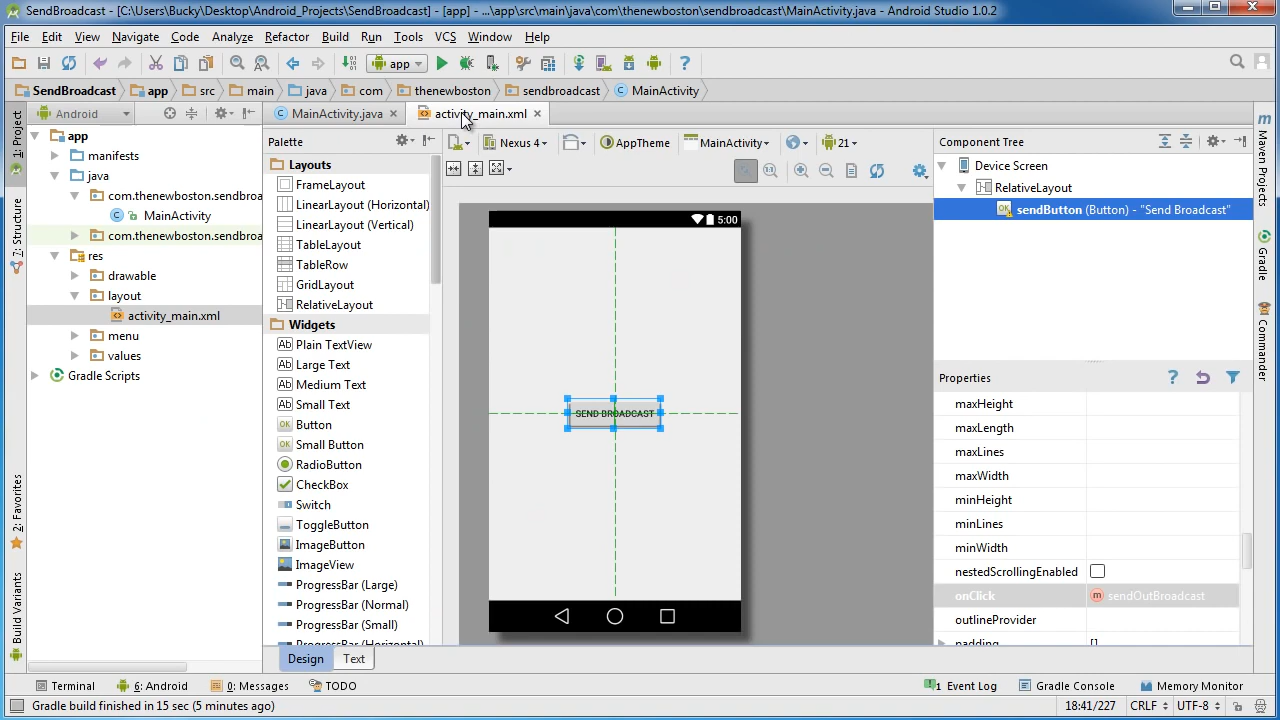 SendBroadcast - [C:\Users\Bucky\Desktop\Android_Projects\SendBroadcast] - [app] - ...\app\src\main\java\com\thenewboston\sendbroadcast\MainActivity.java - Android Studio 1.0.2
File Edit View Navigate Code Analyze Refactor Build Run Tools VCS Window Help
app
SendBroadcast app src main java com thenewboston sendbroadcast MainActivity
Android
MainActivity.java activity_main.xml
1: Project
7: Structure
2: Favorites
Build Variants
app
manifests
java
com.thenewboston.sendbroa
MainActivity
com.thenewboston.sendbroa
res
drawable
layout
activity_main.xml
menu
values
Gradle Scripts
Palette
Layouts
FrameLayout
LinearLayout (Horizontal)
LinearLayout (Vertical)
TableLayout
TableRow
GridLayout
RelativeLayout
Widgets
Plain TextView
Large Text
Medium Text
Small Text
Button
Small Button
RadioButton
CheckBox
Switch
ToggleButton
ImageButton
ImageView
ProgressBar (Large)
ProgressBar (Normal)
ProgressBar (Small)
ProgressBar (Horizontal)
Design Text
Nexus 4 AppTheme MainActivity 21
5:00
SEND BROADCAST
Component Tree
Device Screen
RelativeLayout
sendButton (Button) - "Send Broadcast"
Properties
maxHeight
maxLength
maxLines
maxWidth
minHeight
minLines
minWidth
nestedScrollingEnabled
onClick sendOutBroadcast
outlineProvider
padding []
Maven Projects
Gradle
Commander
Terminal 6: Android 0: Messages TODO 1 Event Log Gradle Console Memory Monitor
Gradle build finished in 15 sec (5 minutes ago) 18:41/227 CRLF UTF-8